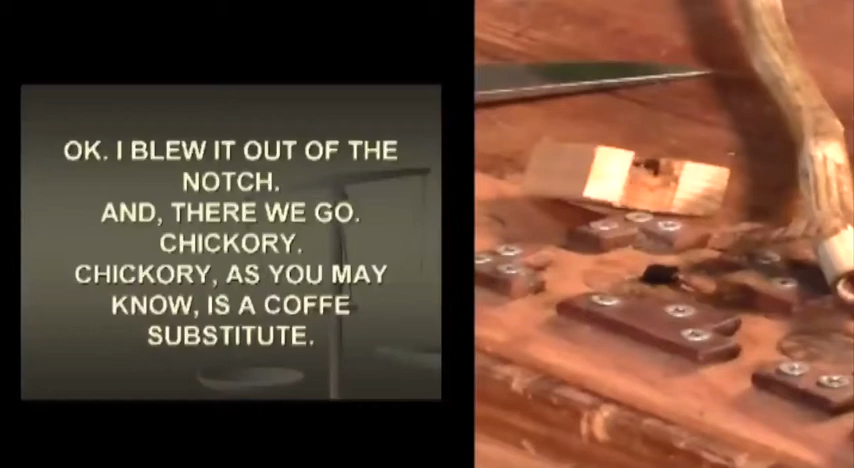 OK. I BLEW IT OUT OF THE
NOTCH.
AND, THERE WE GO.
CHICKORY.
CHICKORY, AS YOU MAY
KNOW, IS A COFFE
SUBSTITUTE.